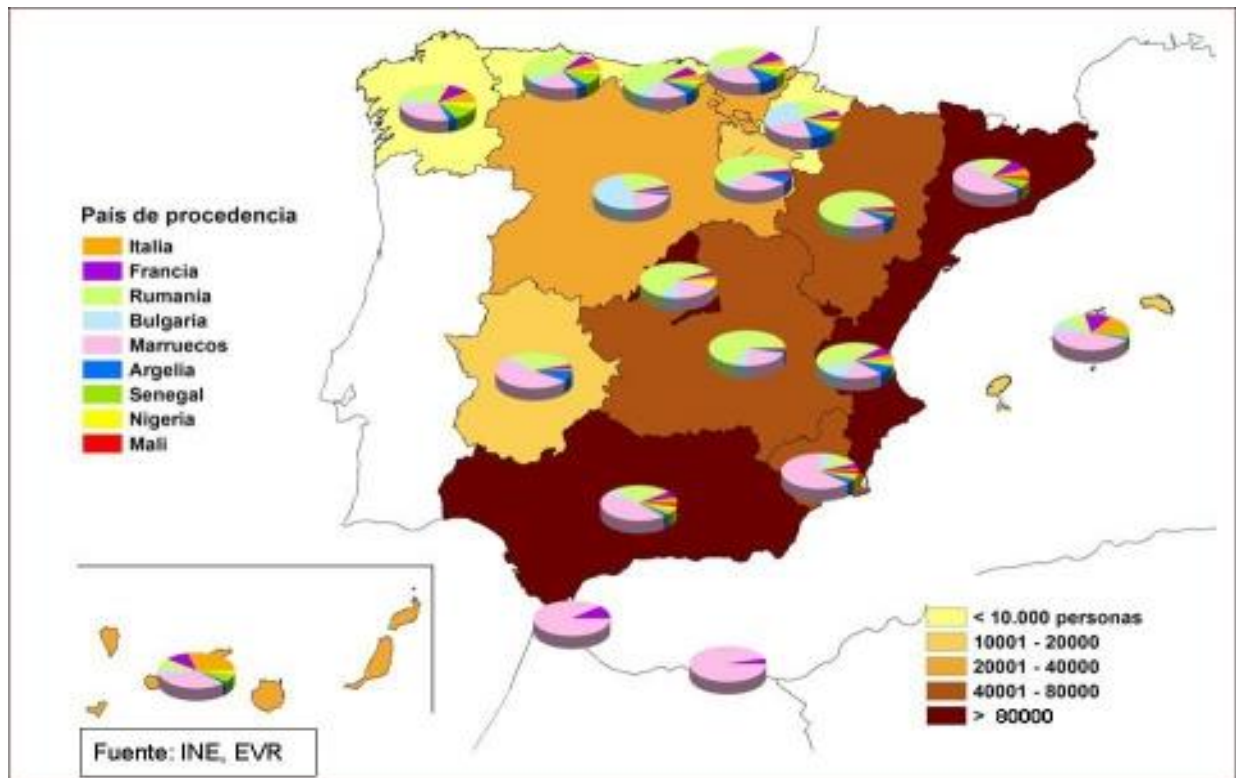 País de procedencia
Italia
Francia
Rumania
Bulgaria
Marruecos
Argelia
Senegal
Nigeria
Mali
< 10.000 personas
10001 - 20000
20001 - 40000
40001 - 80000
> 80000
Fuente: INE, EVR